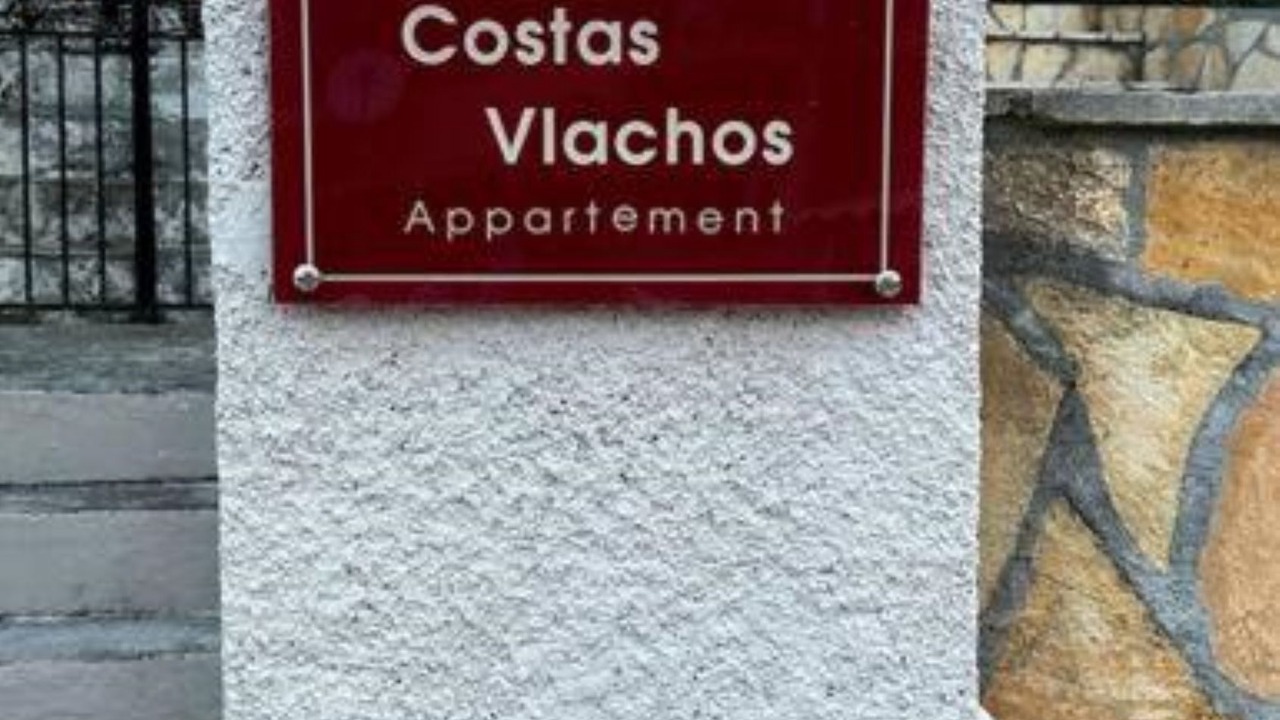 Costas
Vlachos
Appartement